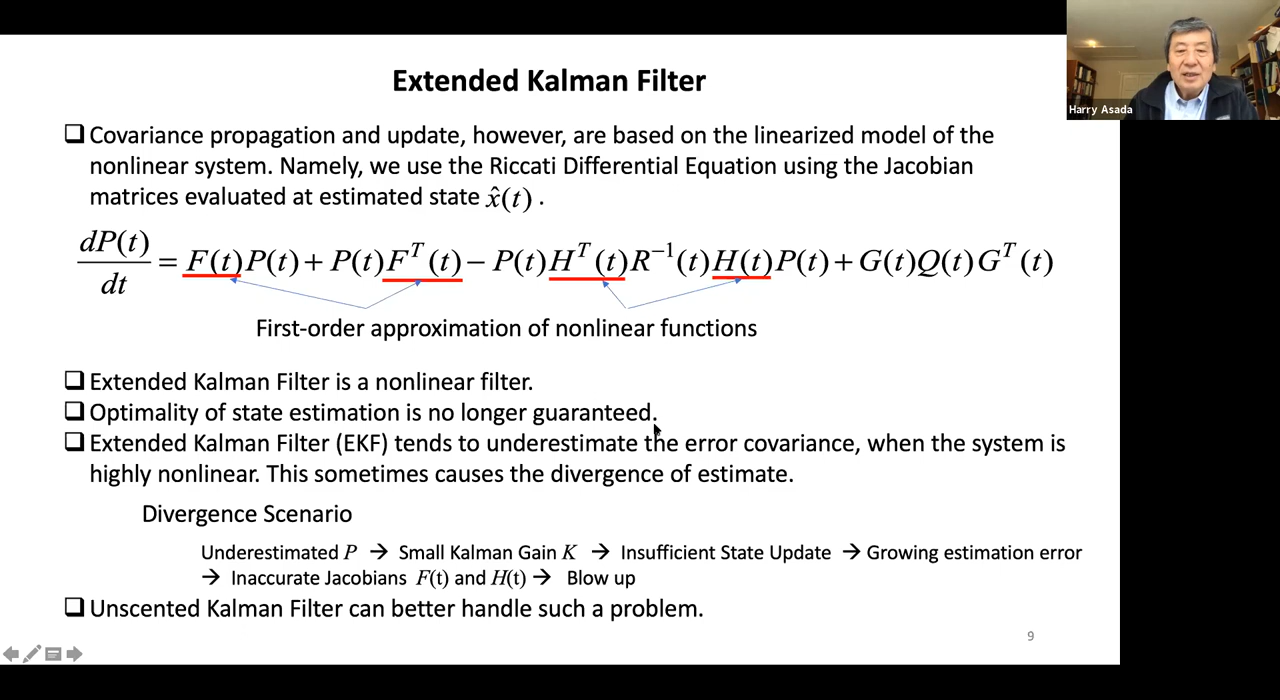 Extended Kalman Filter
Harry Asada
❑ Covariance propagation and update, however, are based on the linearized model of the
nonlinear system. Namely, we use the Riccati Differential Equation using the Jacobian
matrices evaluated at estimated state x̂(t) .
dP(t)/dt = F(t)P(t) + P(t)Fᵀ(t) − P(t)Hᵀ(t)R⁻¹(t)H(t)P(t) + G(t)Q(t)Gᵀ(t)
First-order approximation of nonlinear functions
❑ Extended Kalman Filter is a nonlinear filter.
❑ Optimality of state estimation is no longer guaranteed.
❑ Extended Kalman Filter (EKF) tends to underestimate the error covariance, when the system is
highly nonlinear. This sometimes causes the divergence of estimate.
Divergence Scenario
Underestimated P → Small Kalman Gain K → Insufficient State Update → Growing estimation error
→ Inaccurate Jacobians F(t) and H(t) → Blow up
❑ Unscented Kalman Filter can better handle such a problem.
9